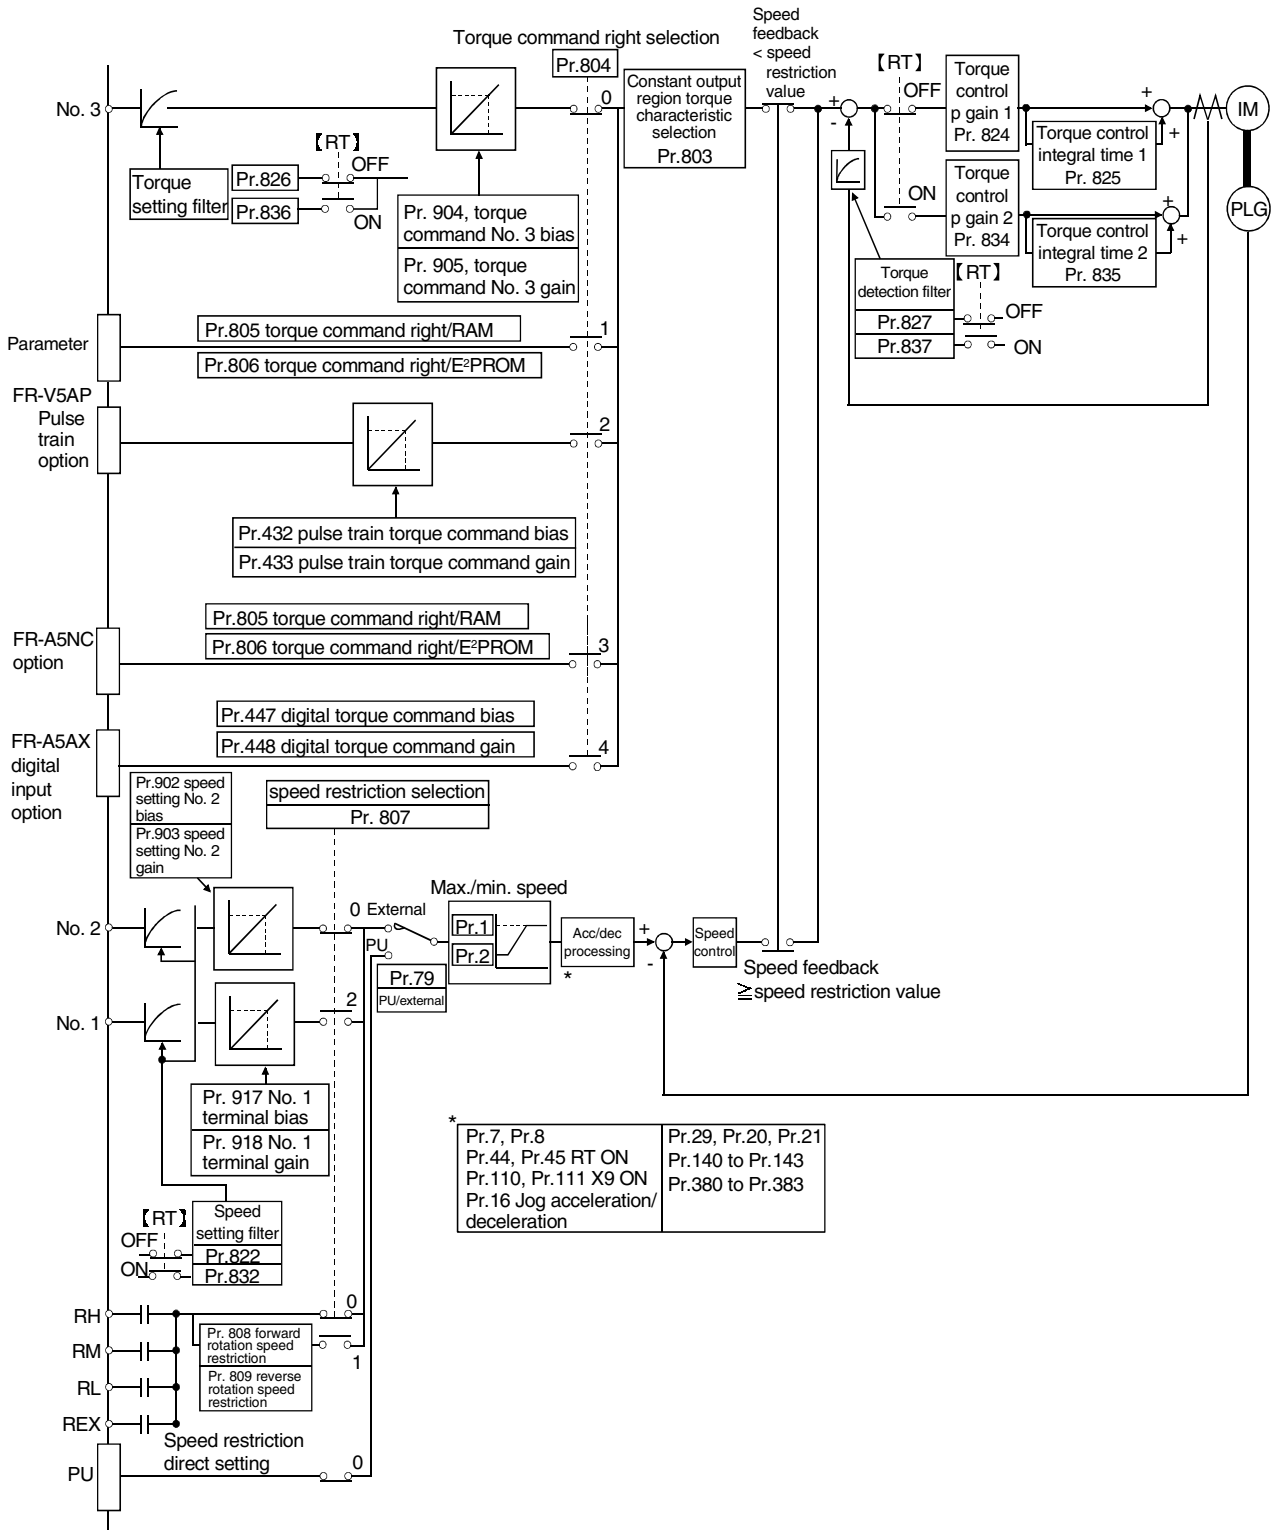 Torque command right selection
Pr.804
0
No. 3
【RT】
OFF
ON
Torque
setting filter
Pr.826
Pr.836
Pr. 904, torque
command No. 3 bias
Pr. 905, torque
command No. 3 gain
Constant output
region torque
characteristic
selection
Pr.803
Speed
feedback
< speed
restriction
value
+
-
【RT】
OFF
ON
Torque
control
p gain 1
Pr. 824
Torque control
integral time 1
Pr. 825
+
+
Torque
control
p gain 2
Pr. 834
Torque control
integral time 2
Pr. 835
+
+
IM
PLG
Torque
detection filter
Pr.827
Pr.837
【RT】
OFF
ON
Parameter
Pr.805 torque command right/RAM
Pr.806 torque command right/E²PROM
1
FR-V5AP
Pulse
train
option
2
Pr.432 pulse train torque command bias
Pr.433 pulse train torque command gain
FR-A5NC
option
Pr.805 torque command right/RAM
Pr.806 torque command right/E²PROM
3
FR-A5AX
digital
input
option
Pr.447 digital torque command bias
Pr.448 digital torque command gain
4
Pr.902 speed
setting No. 2
bias
Pr.903 speed
setting No. 2
gain
speed restriction selection
Pr. 807
No. 2
0
External
PU
Pr.79
PU/external
Max./min. speed
Pr.1
Pr.2
Acc/dec
processing
*
+
-
Speed
control
Speed feedback
≧speed restriction value
No. 1
2
Pr. 917 No. 1
terminal bias
Pr. 918 No. 1
terminal gain
*
Pr.7, Pr.8
Pr.44, Pr.45 RT ON
Pr.110, Pr.111 X9 ON
Pr.16 Jog acceleration/
deceleration
Pr.29, Pr.20, Pr.21
Pr.140 to Pr.143
Pr.380 to Pr.383
【RT】
OFF
ON
Speed
setting filter
Pr.822
Pr.832
RH
RM
RL
REX
0
1
Pr. 808 forward
rotation speed
restriction
Pr. 809 reverse
rotation speed
restriction
PU
Speed restriction
direct setting
0